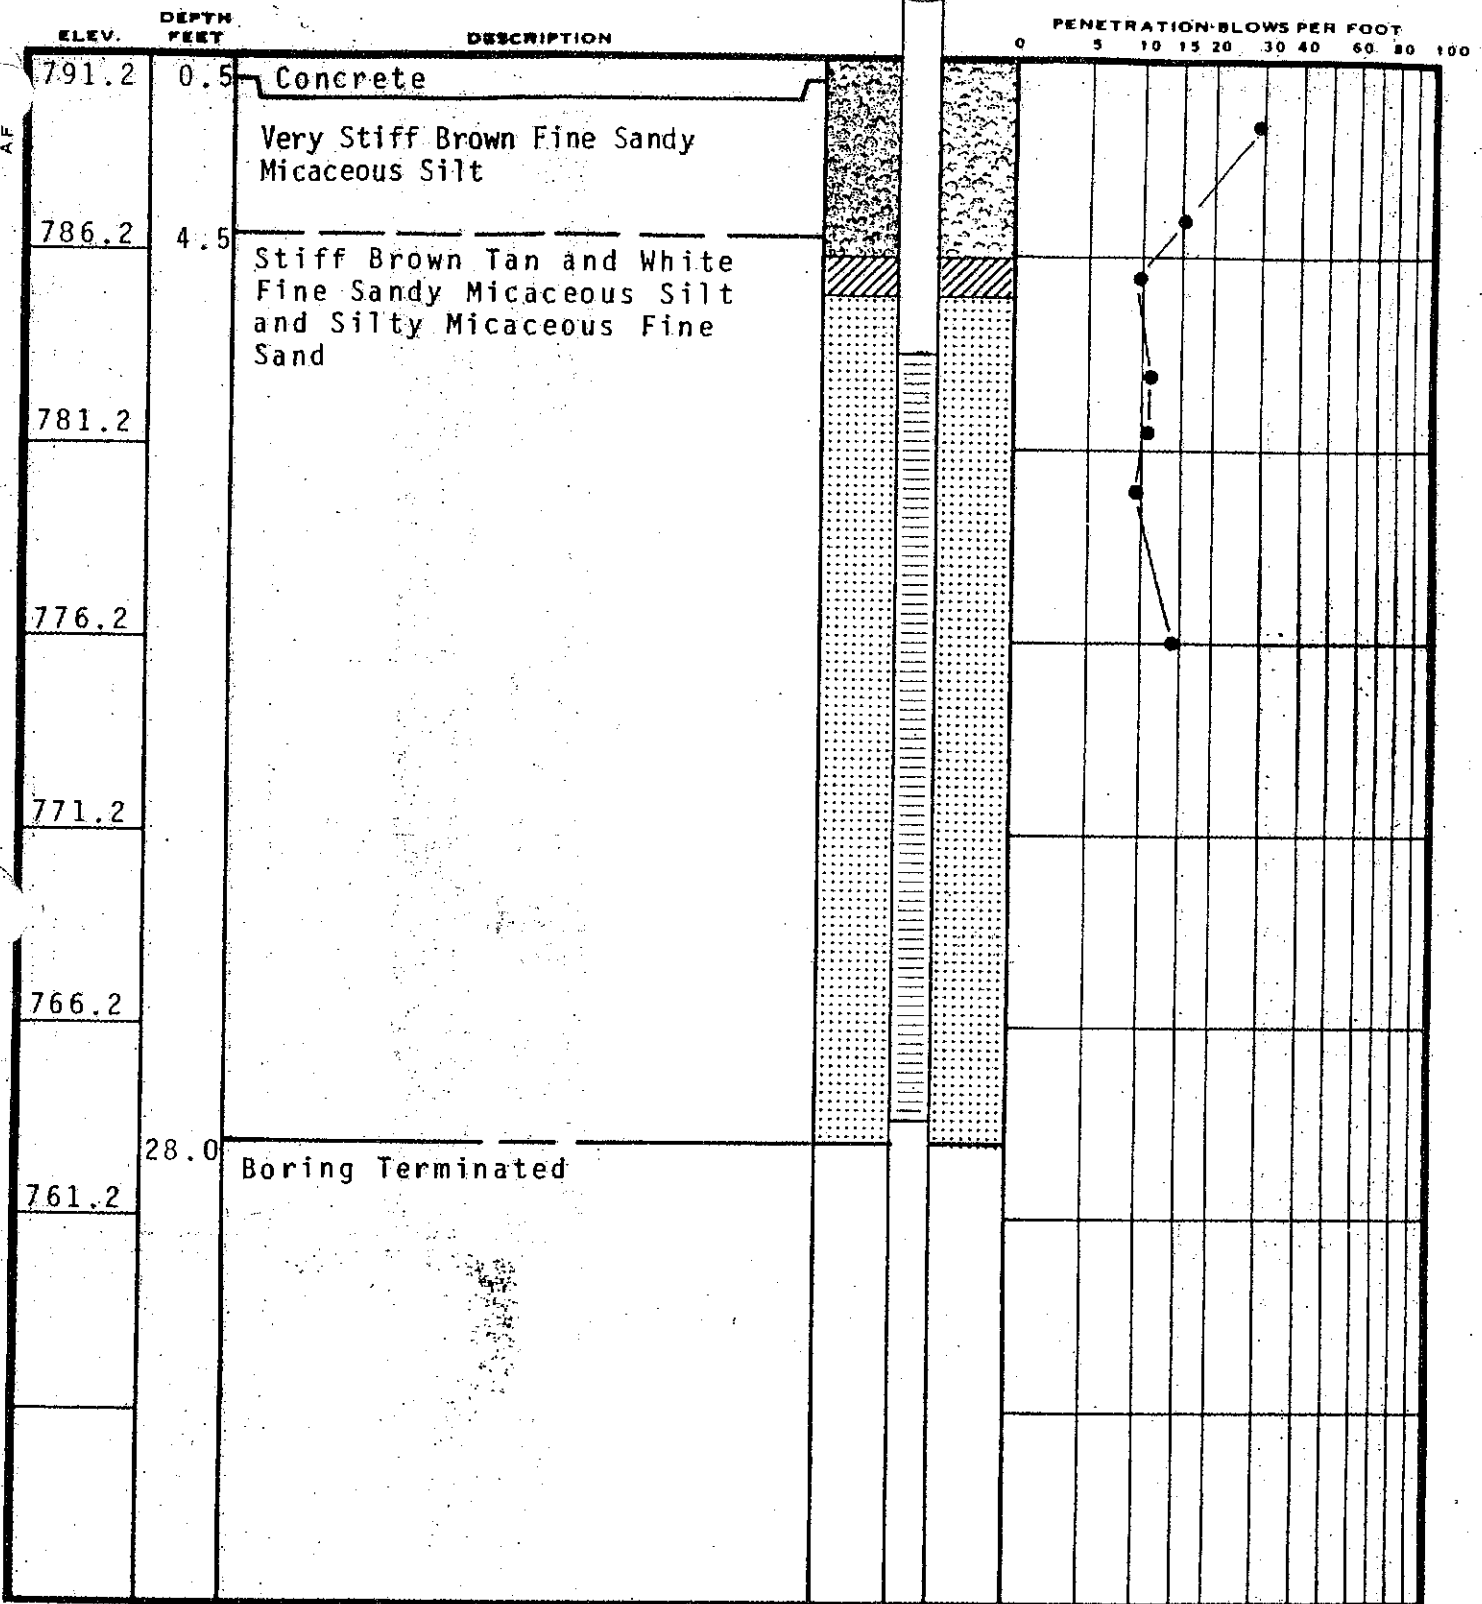 ELEV.
DEPTH
FEET
DESCRIPTION
PENETRATION-BLOWS PER FOOT
0 5 10 15 20 30 40 60 80 100
791.2 0.5 Concrete
AF
Very Stiff Brown Fine Sandy
Micaceous Silt
786.2 4.5
Stiff Brown Tan and White
Fine Sandy Micaceous Silt
and Silty Micaceous Fine
Sand
781.2
776.2
771.2
766.2
28.0
Boring Terminated
761.2